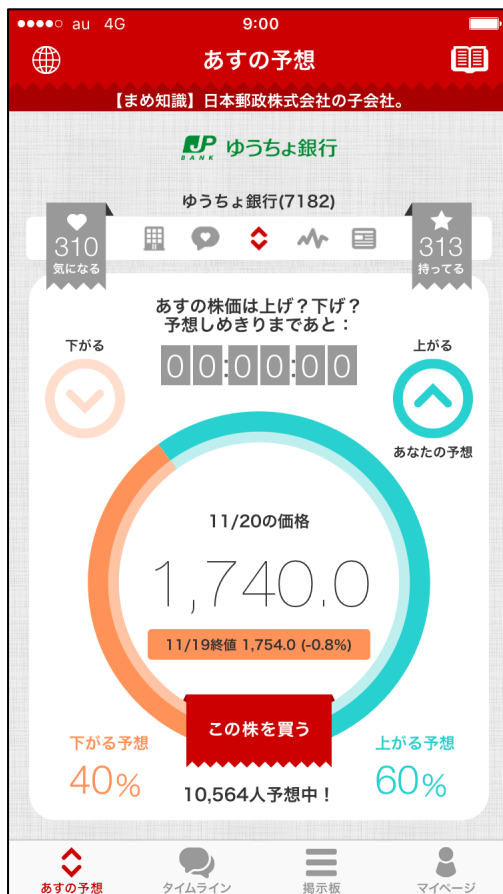 au 4G 9:00
あすの予想
【まめ知識】日本郵政株式会社の子会社。
JP BANK ゆうちょ銀行
ゆうちょ銀行(7182)
310
気になる
313
持ってる
あすの株価は上げ？下げ？
予想しめきりまであと：
00:00:00
下がる
上がる
あなたの予想
11/20の価格
1,740.0
11/19終値 1,754.0 (-0.8%)
この株を買う
下がる予想
40%
上がる予想
60%
10,564人予想中！
あすの予想 タイムライン 掲示板 マイページ